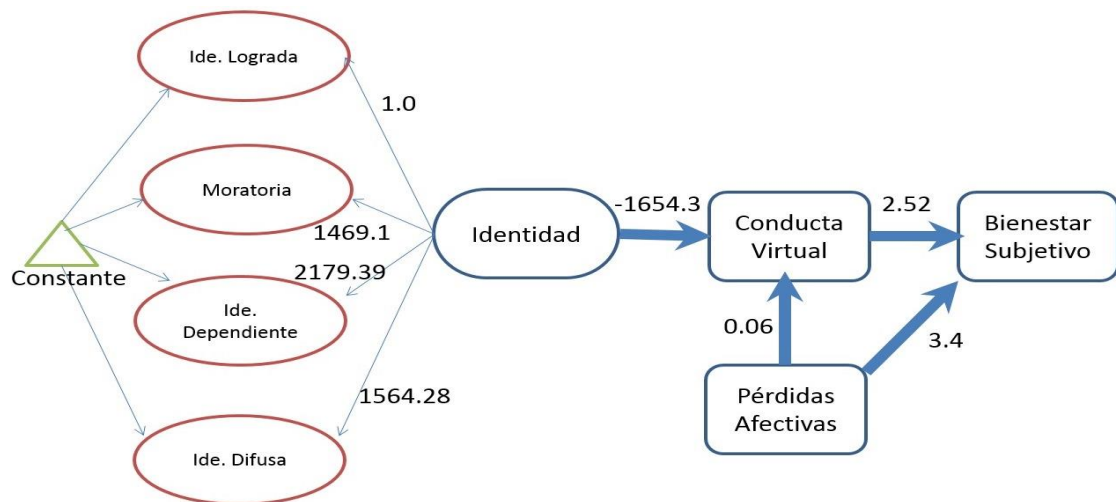 Ide. Lograda
1.0
Moratoria
1469.1
Constante
2179.39
Ide.
Dependiente
1564.28
Ide. Difusa
Identidad
-1654.3
Conducta
Virtual
2.52
Bienestar
Subjetivo
0.06
3.4
Pérdidas
Afectivas